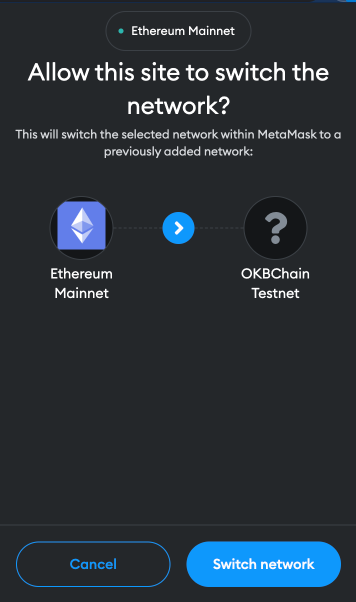 Ethereum Mainnet
Allow this site to switch the
network?
This will switch the selected network within MetaMask to a
previously added network:
Ethereum
Mainnet
OKBChain
Testnet
Cancel
Switch network